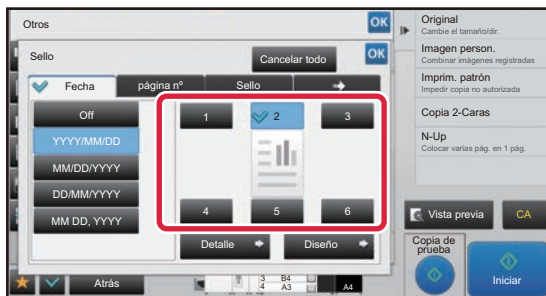 Otros
OK
Sello
Cancelar todo
OK
Fecha
página nº
Sello
Off
YYYY/MM/DD
MM/DD/YYYY
DD/MM/YYYY
MM DD, YYYY
1
2
3
4
5
6
Detalle
Diseño
Atrás
3 B4
4 A3
A4
Original
Cambie el tamaño/dir.
Imagen person.
Combinar imágenes registradas
Imprim. patrón
Impedir copia no autorizada
Copia 2-Caras
N-Up
Colocar varias pág. en 1 pág.
Vista previa
CA
Copia de
prueba
Iniciar